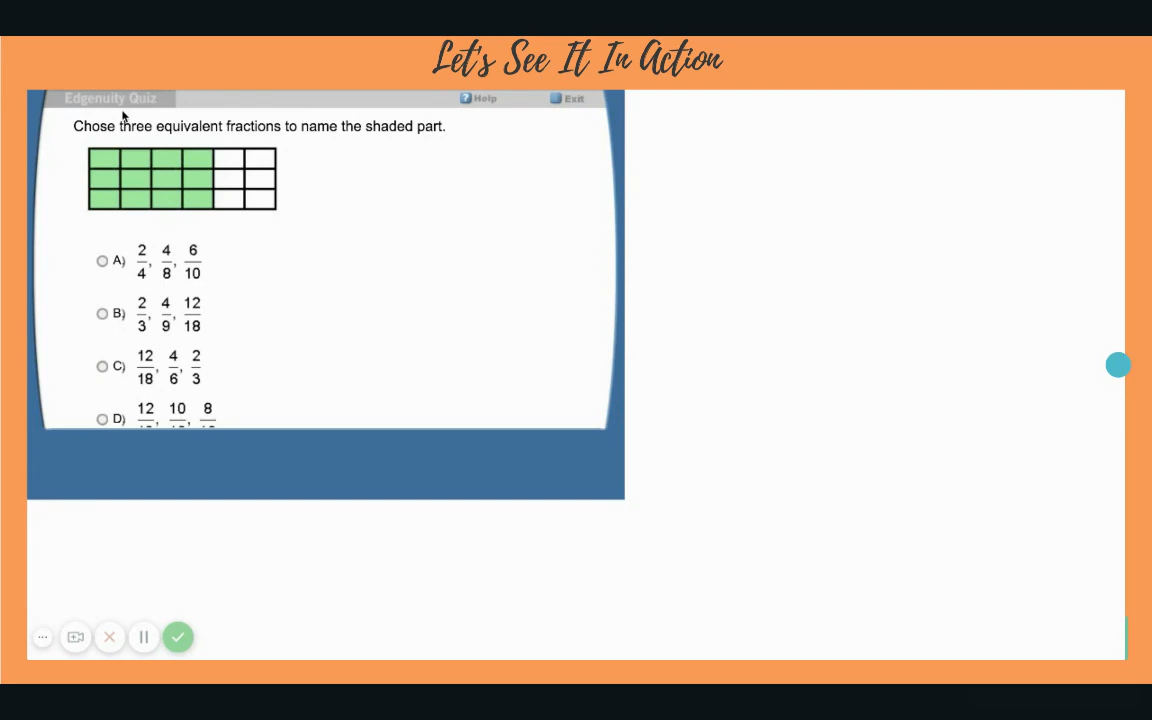 Let's See It In Action
Edgenuity Quiz
Help
Exit
Chose three equivalent fractions to name the shaded part.
A) 2/4, 4/8, 6/10
B) 2/3, 4/9, 12/18
C) 12/18, 4/6, 2/3
D) 12 10 8